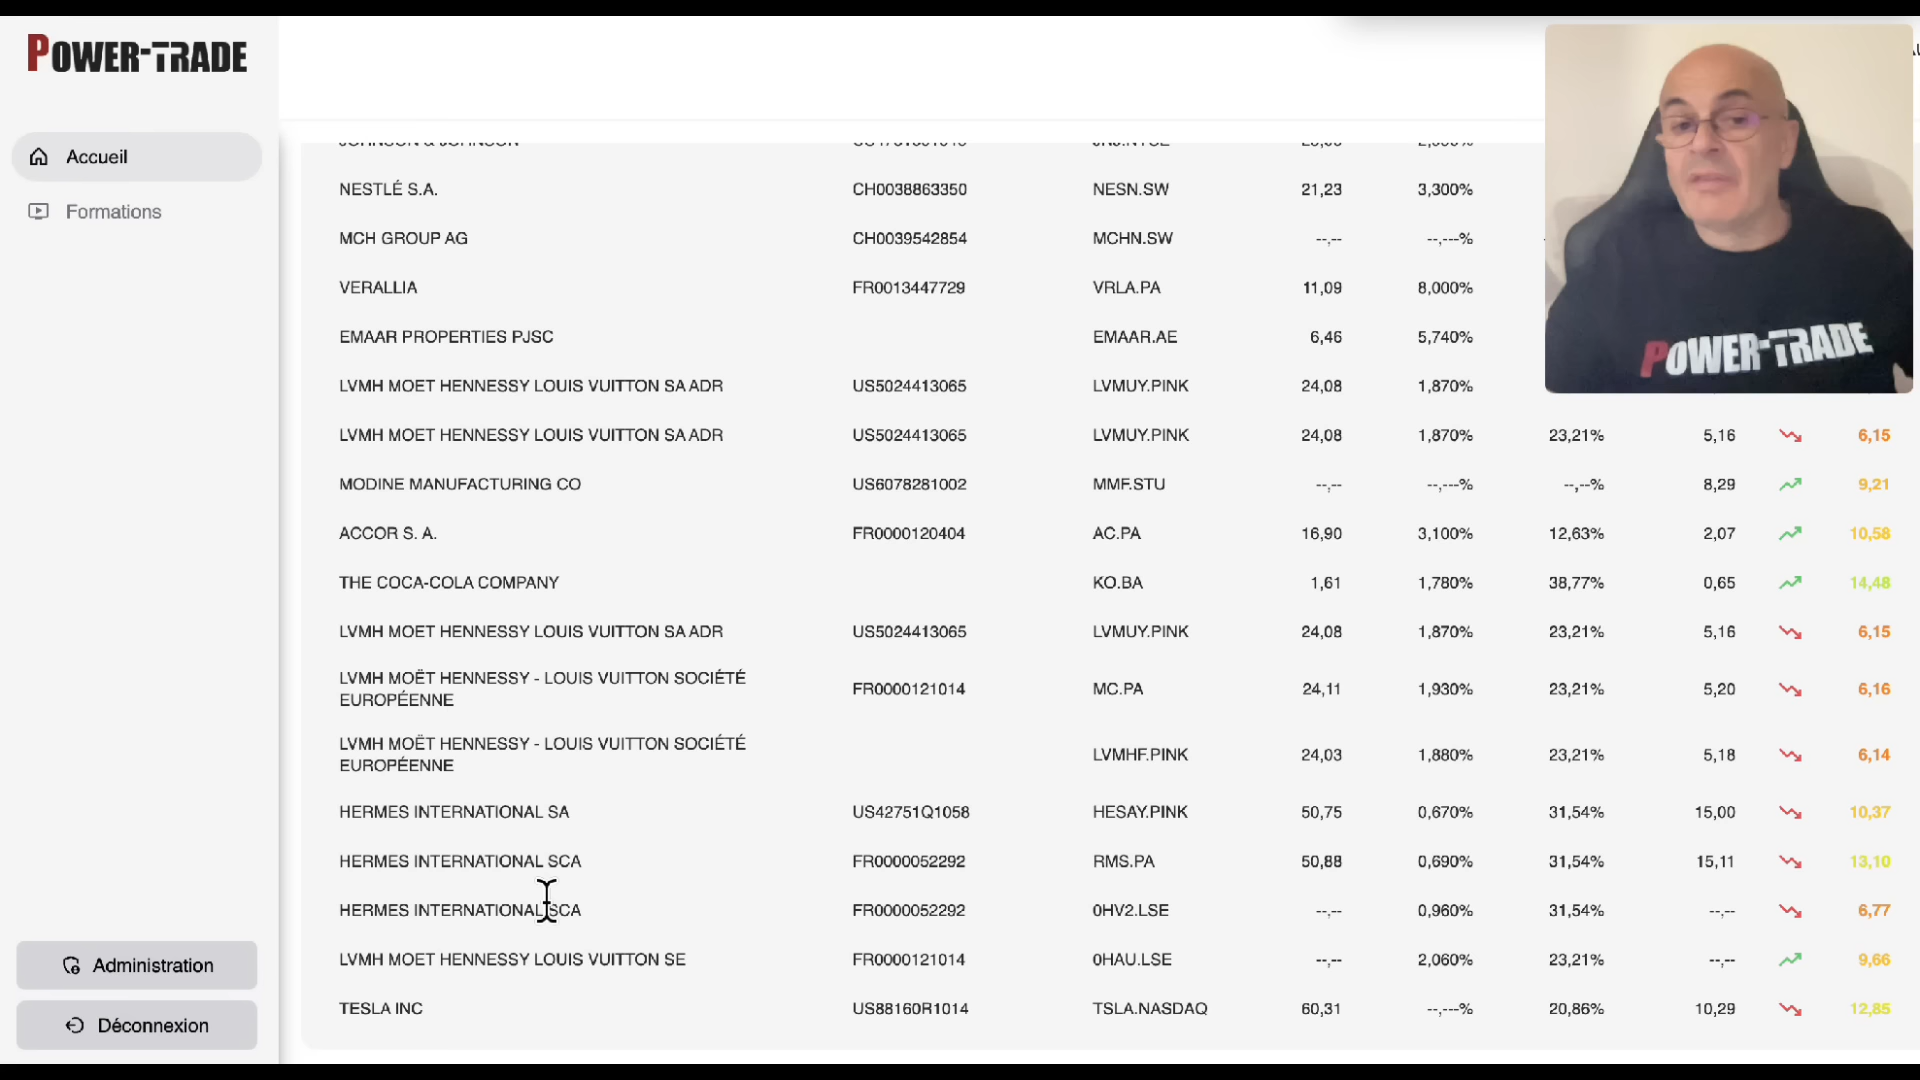 POWER-TRADE
Accueil
Formations
Administration
Déconnexion
JOHNSON & JOHNSON
NESTLÉ S.A. CH0038863350 NESN.SW 21,23 3,300%
MCH GROUP AG CH0039542854 MCHN.SW --,-- --,---%
VERALLIA FR0013447729 VRLA.PA 11,09 8,000%
EMAAR PROPERTIES PJSC EMAAR.AE 6,46 5,740%
LVMH MOET HENNESSY LOUIS VUITTON SA ADR US5024413065 LVMUY.PINK 24,08 1,870%
POWER-TRADE
LVMH MOET HENNESSY LOUIS VUITTON SA ADR US5024413065 LVMUY.PINK 24,08 1,870% 23,21% 5,16 6,15
MODINE MANUFACTURING CO US6078281002 MMF.STU --,-- --,---% --,--% 8,29 9,21
ACCOR S. A. FR0000120404 AC.PA 16,90 3,100% 12,63% 2,07 10,58
THE COCA-COLA COMPANY KO.BA 1,61 1,780% 38,77% 0,65 14,48
LVMH MOET HENNESSY LOUIS VUITTON SA ADR US5024413065 LVMUY.PINK 24,08 1,870% 23,21% 5,16 6,15
LVMH MOËT HENNESSY - LOUIS VUITTON SOCIÉTÉ
EUROPÉENNE FR0000121014 MC.PA 24,11 1,930% 23,21% 5,20 6,16
LVMH MOËT HENNESSY - LOUIS VUITTON SOCIÉTÉ
EUROPÉENNE LVMHF.PINK 24,03 1,880% 23,21% 5,18 6,14
HERMES INTERNATIONAL SA US42751Q1058 HESAY.PINK 50,75 0,670% 31,54% 15,00 10,37
HERMES INTERNATIONAL SCA FR0000052292 RMS.PA 50,88 0,690% 31,54% 15,11 13,10
HERMES INTERNATIONAL SCA FR0000052292 0HV2.LSE --,-- 0,960% 31,54% --,-- 6,77
LVMH MOET HENNESSY LOUIS VUITTON SE FR0000121014 0HAU.LSE --,-- 2,060% 23,21% --,-- 9,66
TESLA INC US88160R1014 TSLA.NASDAQ 60,31 --,---% 20,86% 10,29 12,85